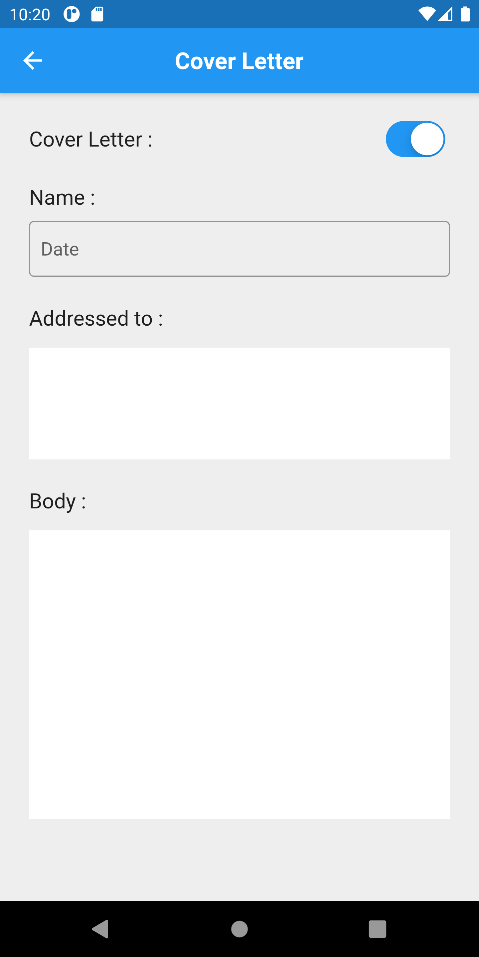 10:20
Cover Letter
Cover Letter :
Name :
Date
Addressed to :
Body :